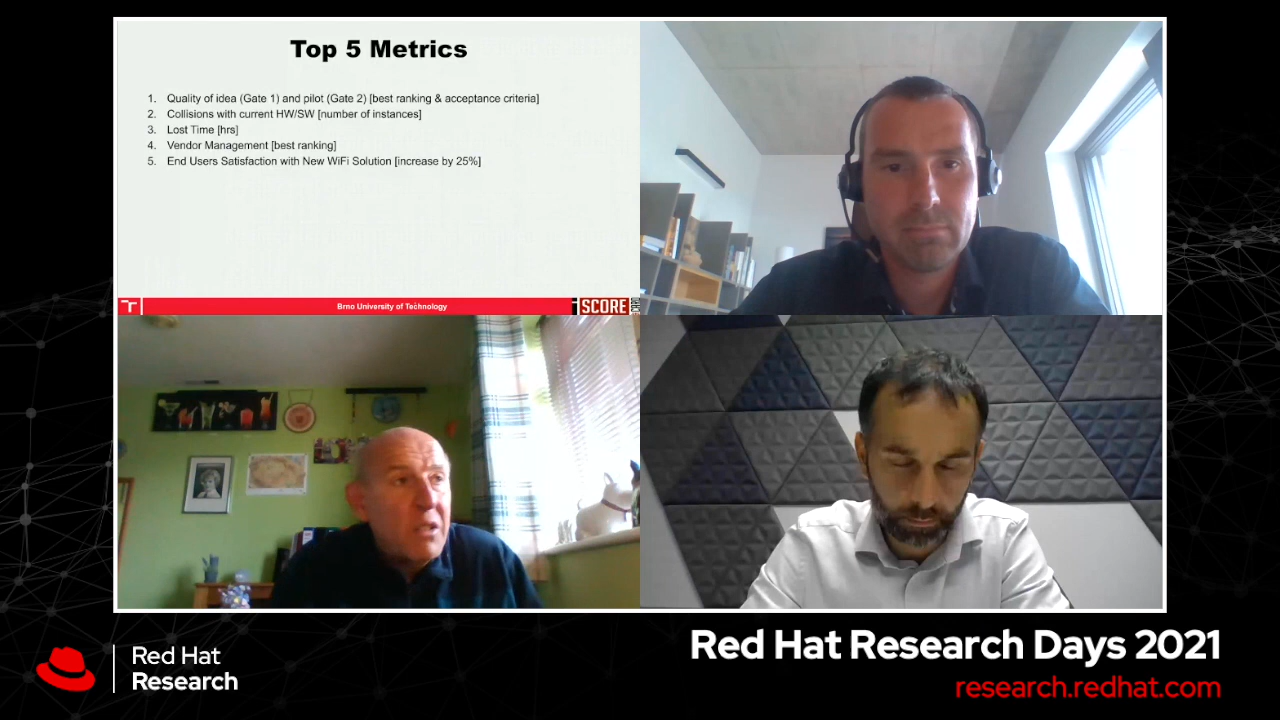 Top 5 Metrics
1. Quality of idea (Gate 1) and pilot (Gate 2) [best ranking & acceptance criteria]
2. Collisions with current HW/SW [number of instances]
3. Lost Time [hrs]
4. Vendor Management [best ranking]
5. End Users Satisfaction with New WiFi Solution [increase by 25%]
Brno University of Technology
SCORE
Red Hat
Research
Red Hat Research Days 2021
research.redhat.com